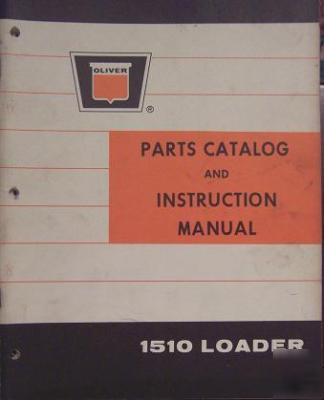 OLIVER
®
PARTS CATALOG
AND
INSTRUCTION
MANUAL
1510 LOADER